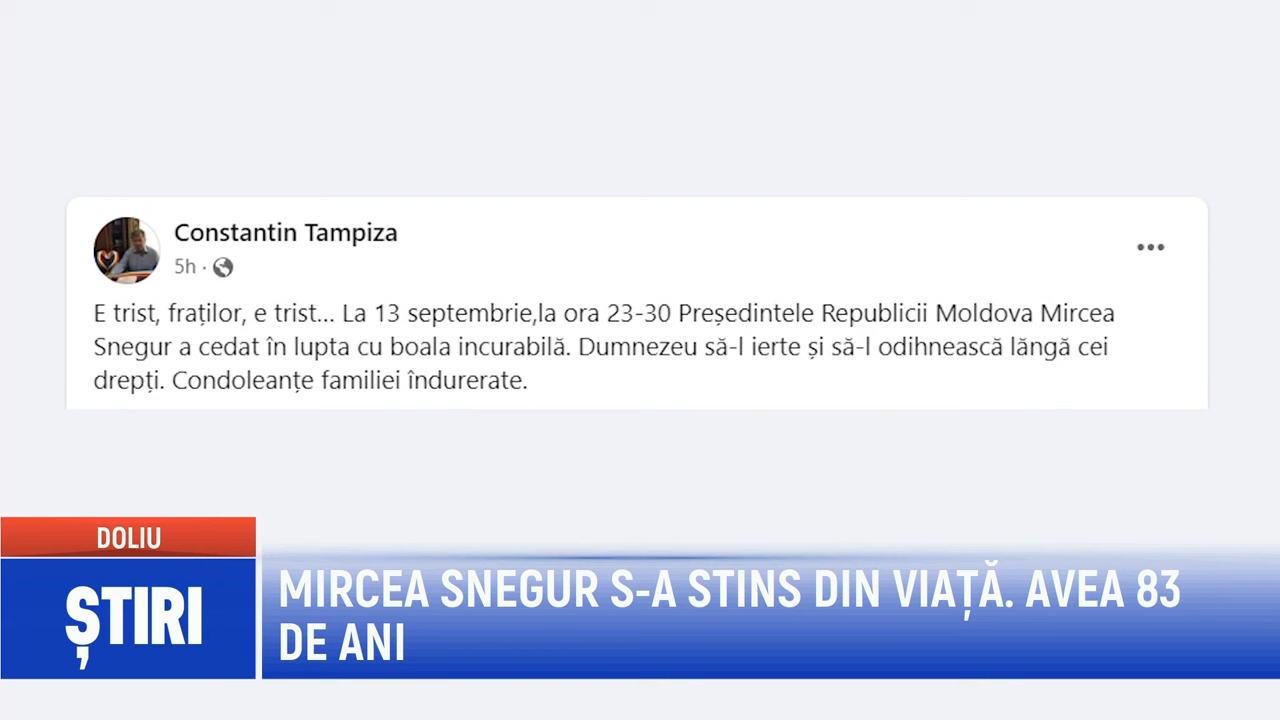 Constantin Tampiza
5h ·
E trist, fraților, e trist... La 13 septembrie,la ora 23-30 Președintele Republicii Moldova Mircea
Snegur a cedat în lupta cu boala incurabilă. Dumnezeu să-l ierte și să-l odihnească lăngă cei
drepți. Condoleanțe familiei îndurerate.
DOLIU
ȘTIRI
MIRCEA SNEGUR S-A STINS DIN VIAȚĂ. AVEA 83
DE ANI